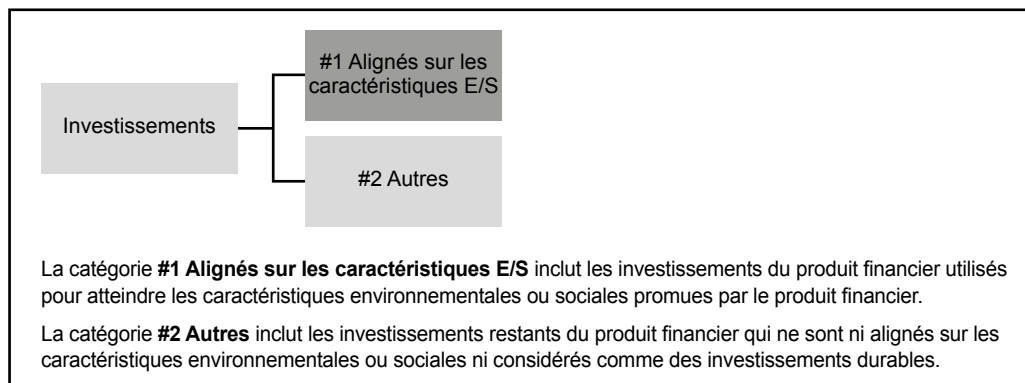 #1 Alignés sur les
caractéristiques E/S
Investissements
#2 Autres
La catégorie #1 Alignés sur les caractéristiques E/S inclut les investissements du produit financier utilisés
pour atteindre les caractéristiques environnementales ou sociales promues par le produit financier.
La catégorie #2 Autres inclut les investissements restants du produit financier qui ne sont ni alignés sur les
caractéristiques environnementales ou sociales ni considérés comme des investissements durables.